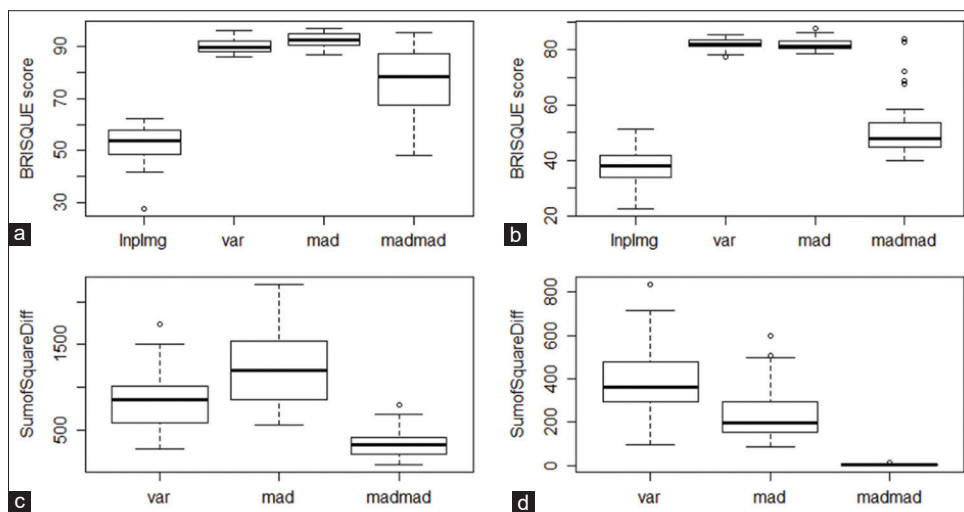 BRISQUE score
90
70
50
30
InpImg var mad madmad
a
BRISQUE score
80
60
40
20
InpImg var mad madmad
b
SumofSquareDiff
1500
500
var mad madmad
c
SumofSquareDiff
800
600
400
200
0
var mad madmad
d